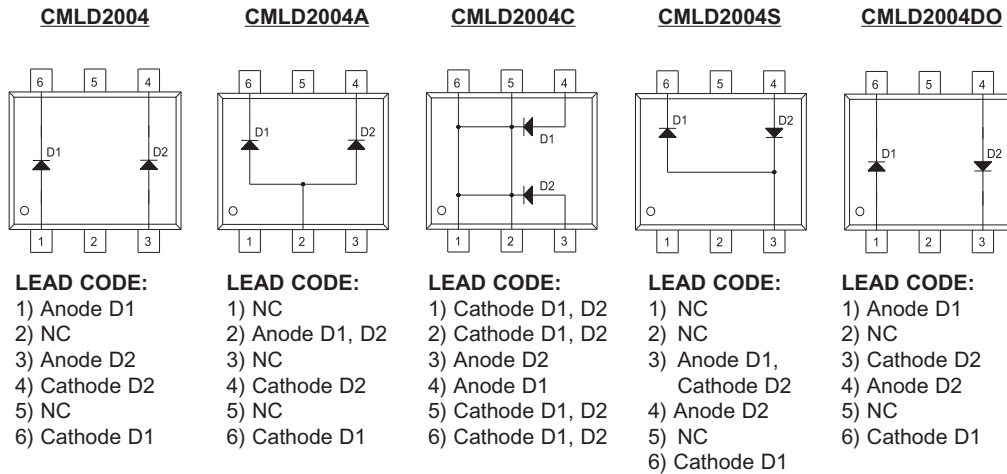 CMLD2004
CMLD2004A
CMLD2004C
CMLD2004S
CMLD2004DO
6 5 4
D1 D2
1 2 3
6 5 4
D1 D2
1 2 3
6 5 4
D1
D2
1 2 3
6 5 4
D1 D2
1 2 3
6 5 4
D1 D2
1 2 3
LEAD CODE:
1) Anode D1
2) NC
3) Anode D2
4) Cathode D2
5) NC
6) Cathode D1
LEAD CODE:
1) NC
2) Anode D1, D2
3) NC
4) Cathode D2
5) NC
6) Cathode D1
LEAD CODE:
1) Cathode D1, D2
2) Cathode D1, D2
3) Anode D2
4) Anode D1
5) Cathode D1, D2
6) Cathode D1, D2
LEAD CODE:
1) NC
2) NC
3) Anode D1,
Cathode D2
4) Anode D2
5) NC
6) Cathode D1
LEAD CODE:
1) Anode D1
2) NC
3) Cathode D2
4) Anode D2
5) NC
6) Cathode D1